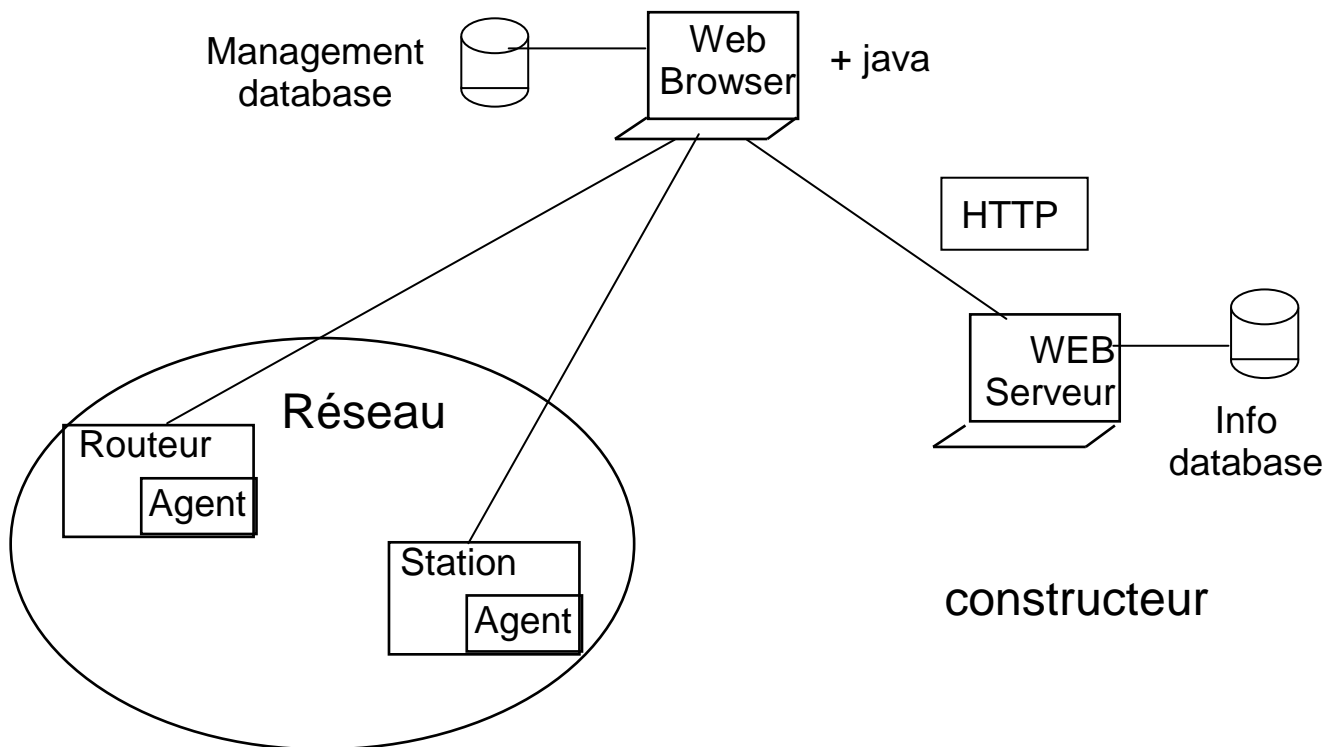 Management
database
Web
Browser
+ java
HTTP
WEB
Serveur
Info
database
Réseau
Routeur
Agent
Station
Agent
constructeur